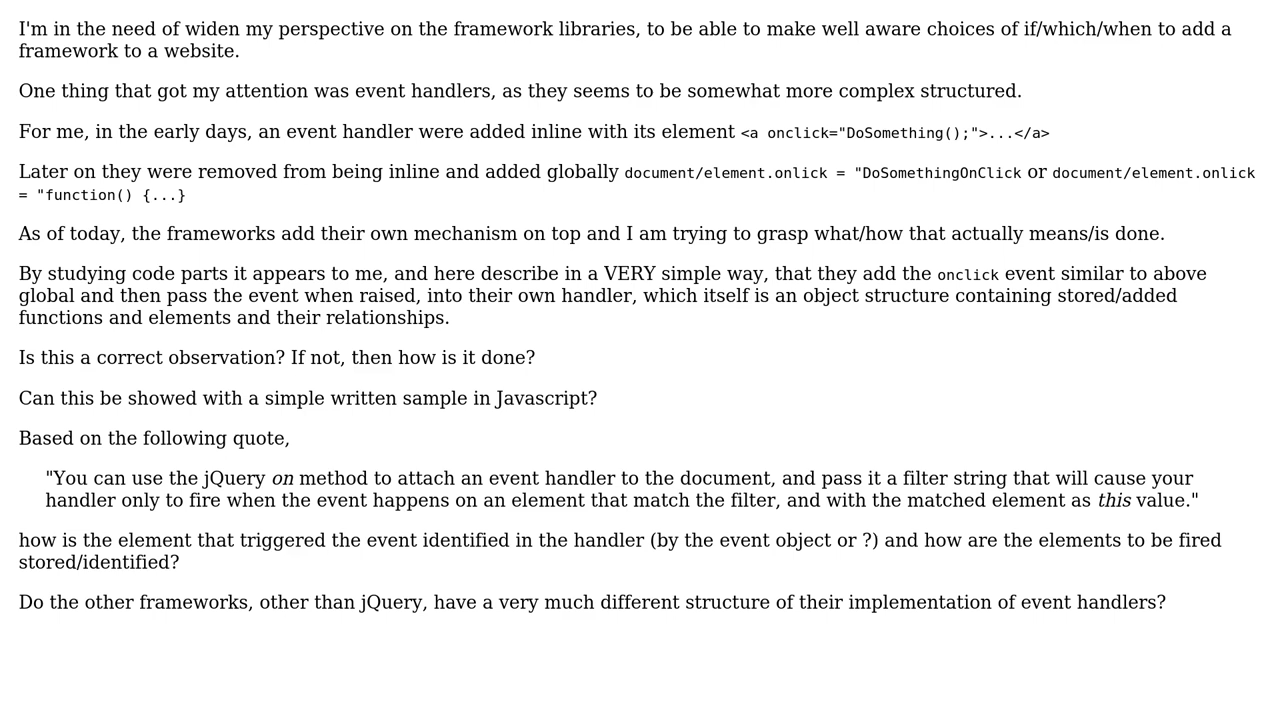 I'm in the need of widen my perspective on the framework libraries, to be able to make well aware choices of if/which/when to add a
framework to a website.
One thing that got my attention was event handlers, as they seems to be somewhat more complex structured.
For me, in the early days, an event handler were added inline with its element <a onclick="DoSomething();">...</a>
Later on they were removed from being inline and added globally document/element.onlick = "DoSomethingOnClick or document/element.onlick
= "function() {...}
As of today, the frameworks add their own mechanism on top and I am trying to grasp what/how that actually means/is done.
By studying code parts it appears to me, and here describe in a VERY simple way, that they add the onclick event similar to above
global and then pass the event when raised, into their own handler, which itself is an object structure containing stored/added
functions and elements and their relationships.
Is this a correct observation? If not, then how is it done?
Can this be showed with a simple written sample in Javascript?
Based on the following quote,
"You can use the jQuery on method to attach an event handler to the document, and pass it a filter string that will cause your
handler only to fire when the event happens on an element that match the filter, and with the matched element as this value."
how is the element that triggered the event identified in the handler (by the event object or ?) and how are the elements to be fired
stored/identified?
Do the other frameworks, other than jQuery, have a very much different structure of their implementation of event handlers?